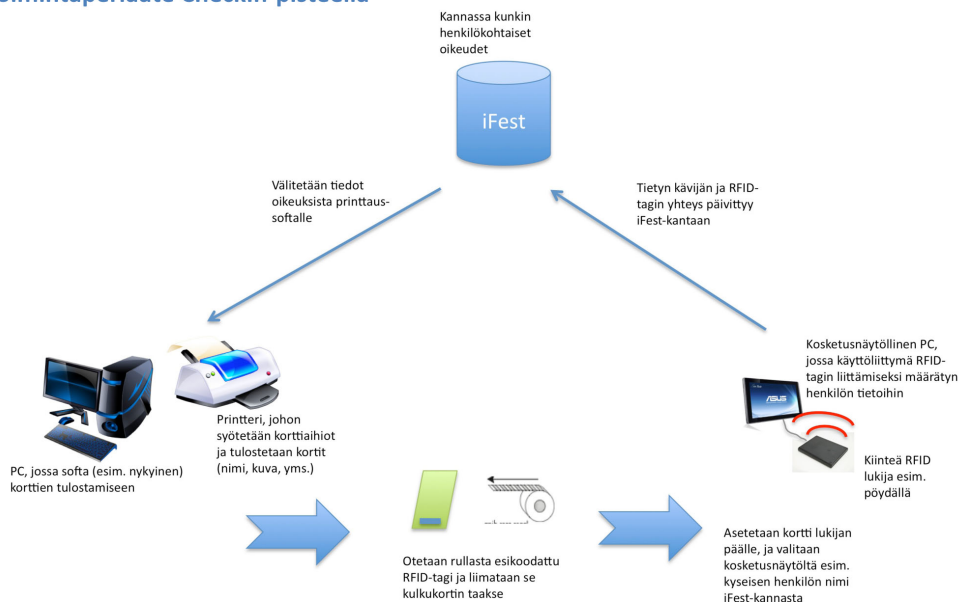 Toimintaperiaate checkin-pisteellä
Kannassa kunkin
henkilökohtaiset
oikeudet
iFest
Välitetään tiedot
oikeuksista printtaus-
softalle
Tietyn kävijän ja RFID-
tagin yhteys päivittyy
iFest-kantaan
Kosketusnäytöllinen PC,
jossa käyttöliittymä RFID-
tagin liittämiseksi määrätyn
henkilön tietoihin
ASUS
Printteri, johon
syötetään korttiaihiot
ja tulostetaan kortit
(nimi, kuva, yms.)
PC, jossa softa (esim. nykyinen)
korttien tulostamiseen
Kiinteä RFID
lukija esim.
pöydällä
Otetaan rullasta esikoodattu
RFID-tagi ja liimataan se
kulkukortin taakse
Asetetaan kortti lukijan
päälle, ja valitaan
kosketusnäytöltä esim.
kyseisen henkilön nimi
iFest-kannasta